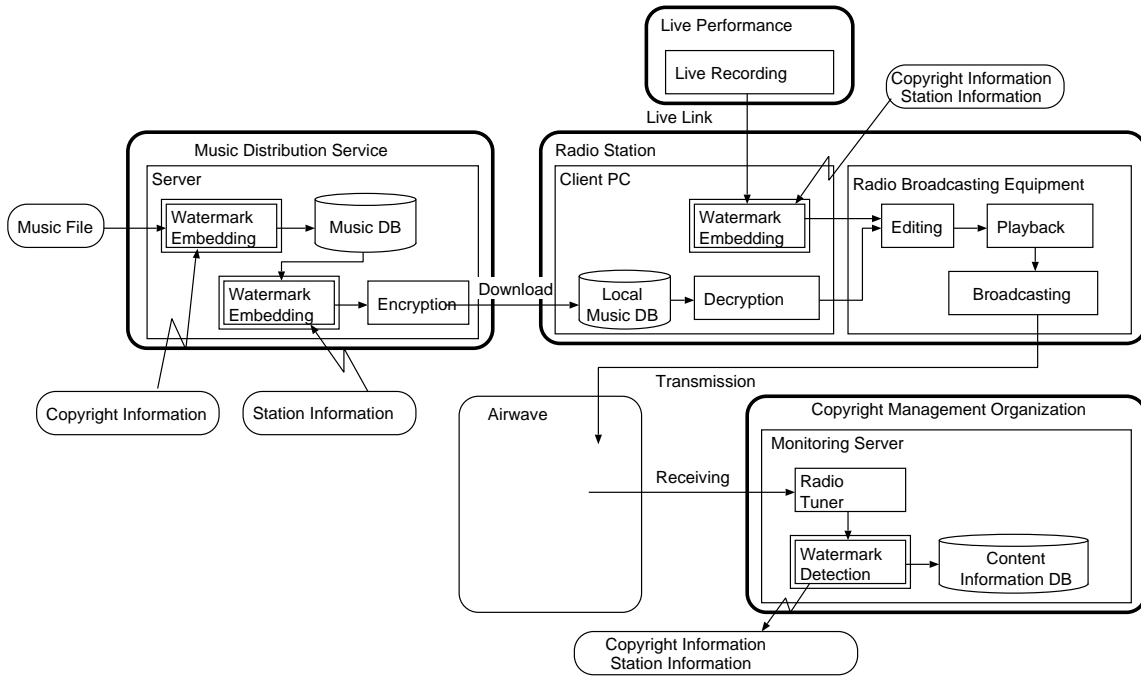 Live Performance
Live Recording
Copyright Information
Station Information
Live Link
Music Distribution Service
Server
Music File
Watermark
Embedding
Music DB
Watermark
Embedding
Encryption
Download
Copyright Information
Station Information
Radio Station
Client PC
Watermark
Embedding
Local
Music DB
Decryption
Radio Broadcasting Equipment
Editing
Playback
Broadcasting
Transmission
Airwave
Receiving
Copyright Management Organization
Monitoring Server
Radio
Tuner
Watermark
Detection
Content
Information DB
Copyright Information
Station Information